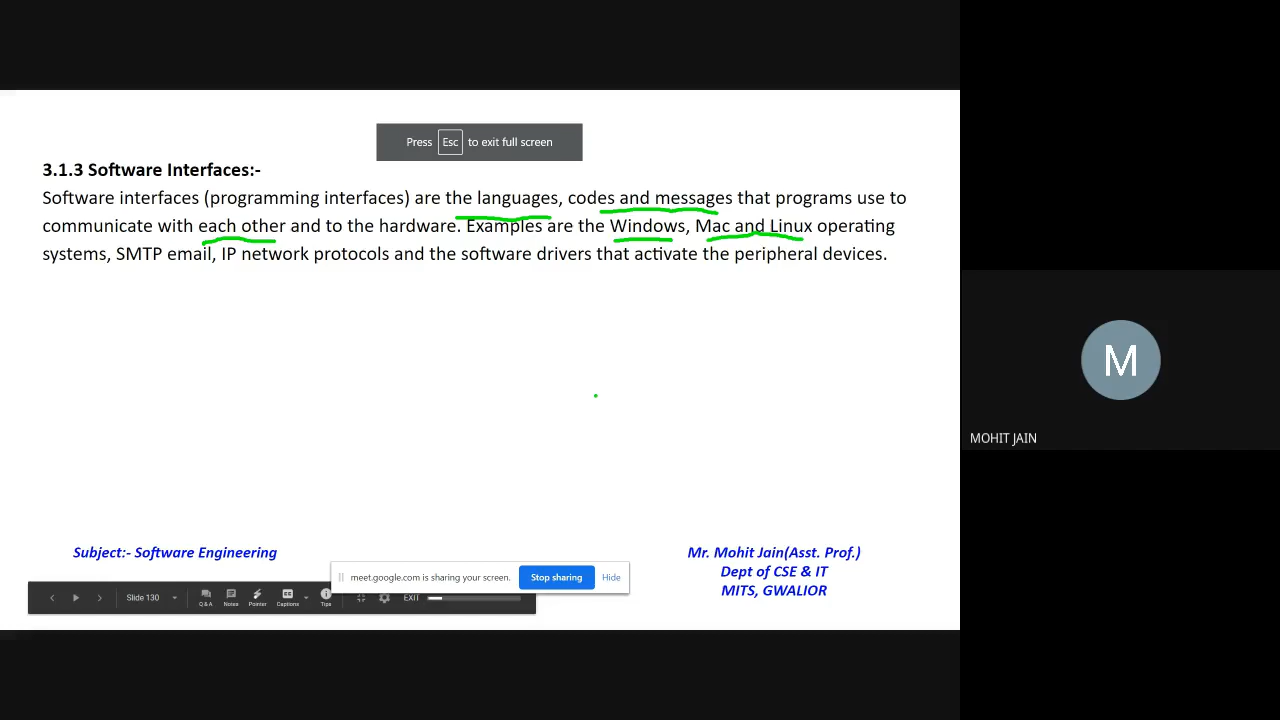 Press Esc to exit full screen
3.1.3 Software Interfaces:-
Software interfaces (programming interfaces) are the languages, codes and messages that programs use to
communicate with each other and to the hardware. Examples are the Windows, Mac and Linux operating
systems, SMTP email, IP network protocols and the software drivers that activate the peripheral devices.
M
MOHIT JAIN
Subject:- Software Engineering
Mr. Mohit Jain(Asst. Prof.)
Dept of CSE & IT
MITS, GWALIOR
meet.google.com is sharing your screen. Stop sharing Hide
Slide 130 Q & A Notes Pointer Captions Tips EXIT